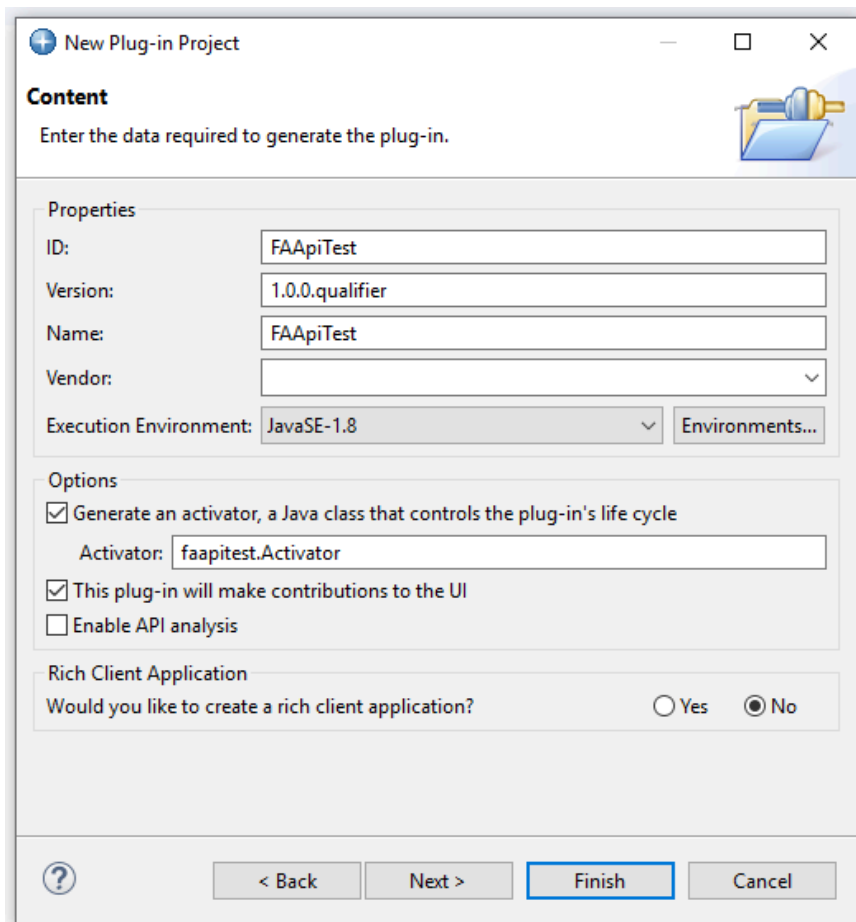 New Plug-in Project
Content
Enter the data required to generate the plug-in.
Properties
ID: FAApiTest
Version: 1.0.0.qualifier
Name: FAApiTest
Vendor:
Execution Environment: JavaSE-1.8 Environments...
Options
Generate an activator, a Java class that controls the plug-in's life cycle
Activator: faapitest.Activator
This plug-in will make contributions to the UI
Enable API analysis
Rich Client Application
Would you like to create a rich client application? Yes No
? < Back Next > Finish Cancel